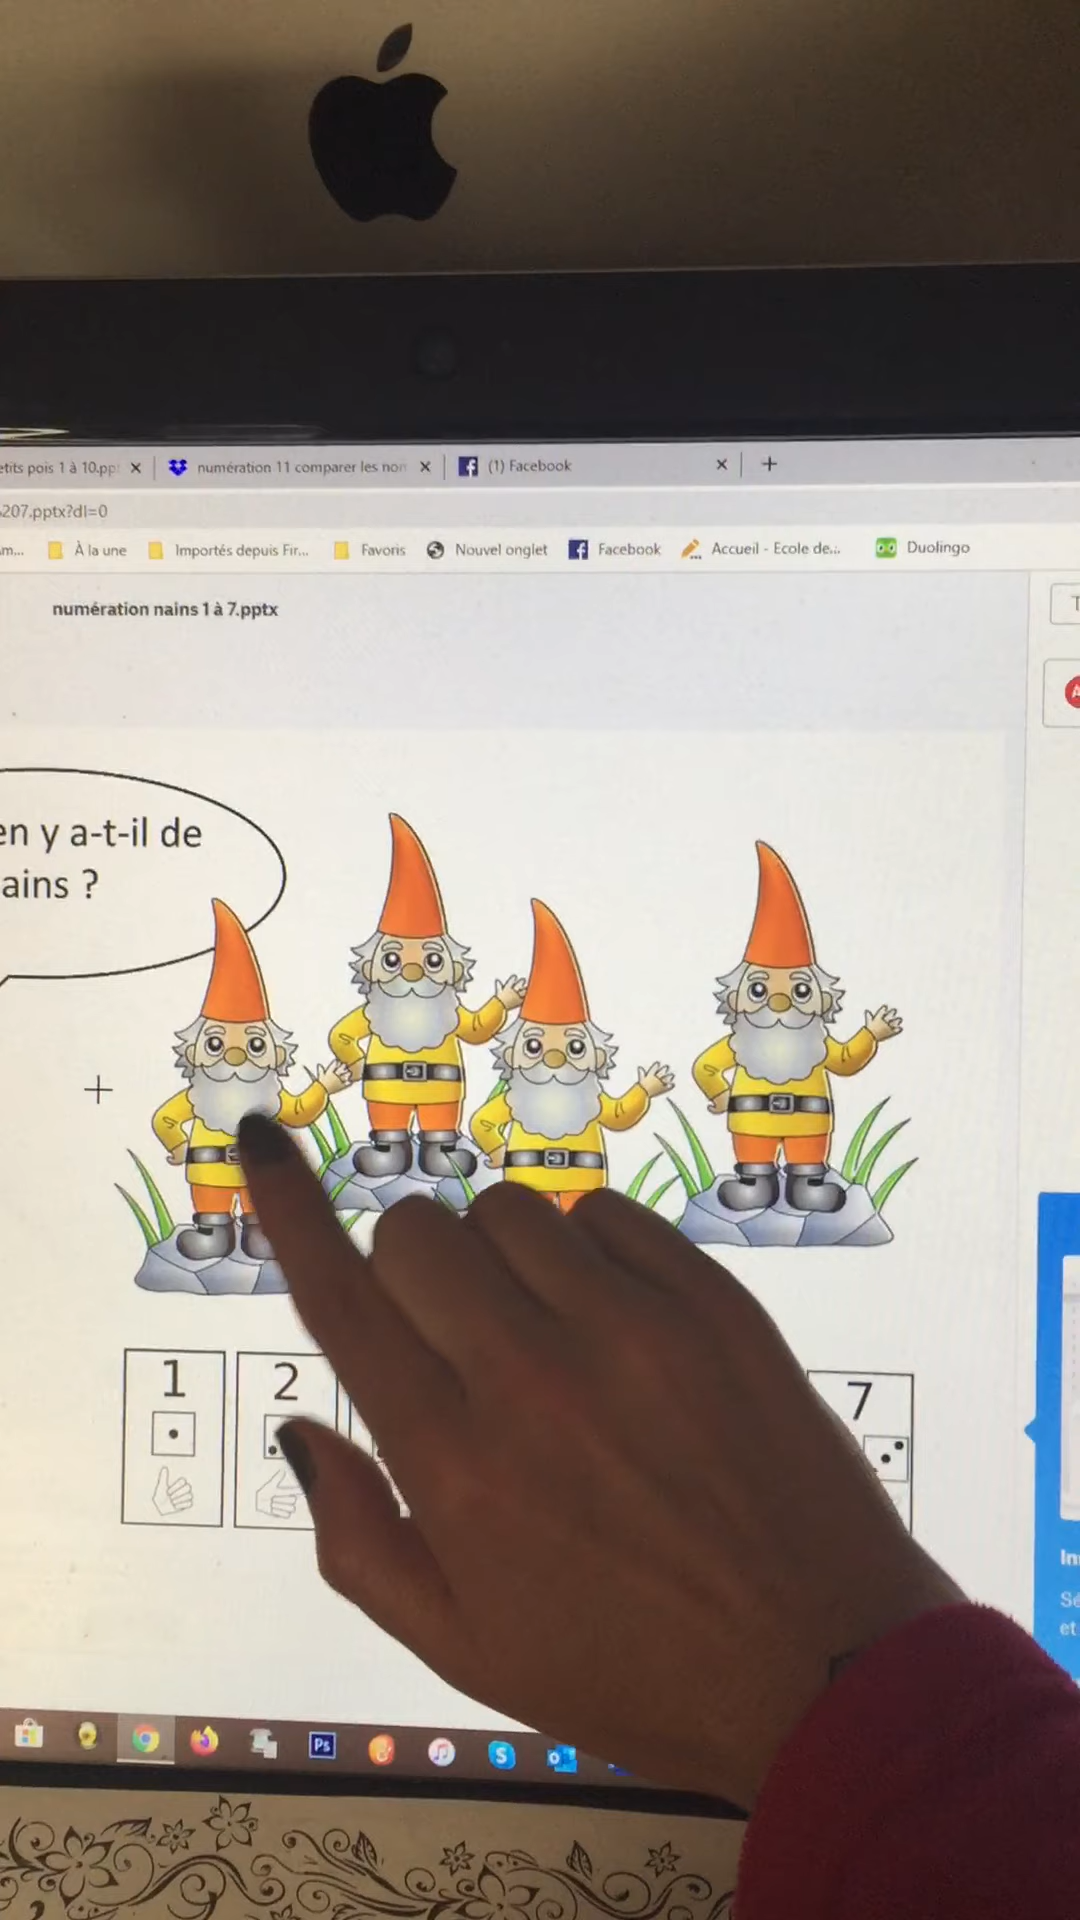 etits pois 1 à 10.pp
numération 11 comparer les non
(1) Facebook
207.pptx?dl=0
À la une
Importés depuis Fir...
Favoris
Nouvel onglet
Facebook
Accueil - Ecole de...
Duolingo
numération nains 1 à 7.pptx
en y a-t-il de
ains ?
1
2
7
Ps
S